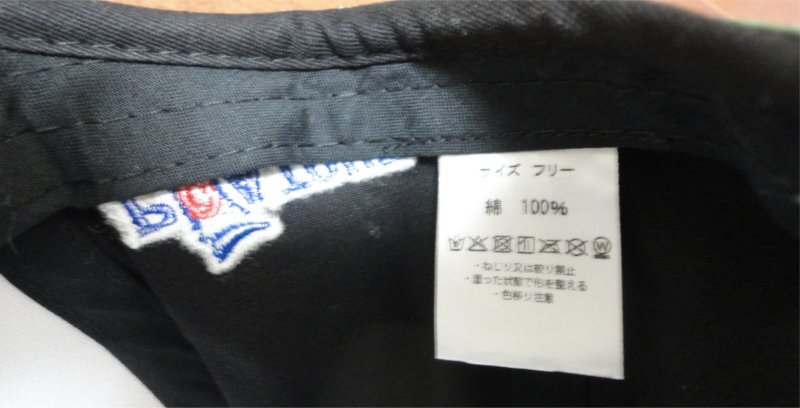 サイズ フリー
綿 100%
・ねじり又は絞り禁止
・湿った状態で形を整える
・色移り注意